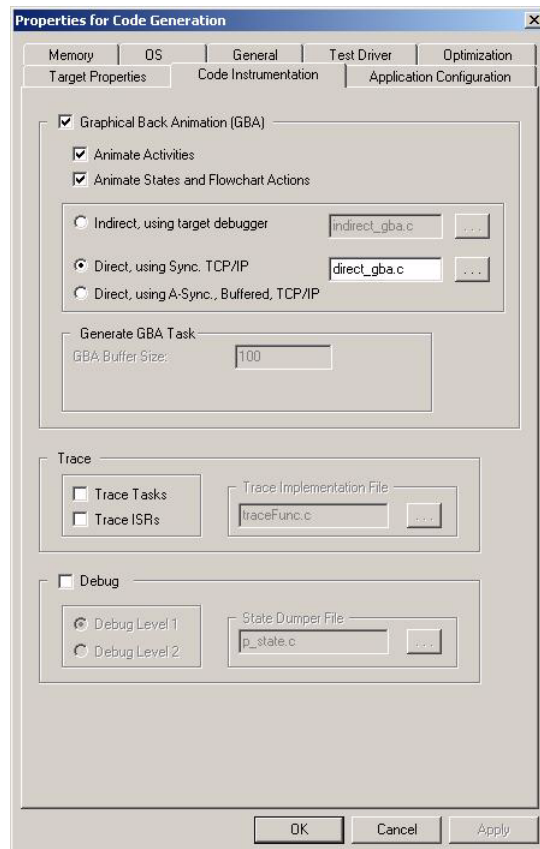 Properties for Code Generation
Memory OS General Test Driver Optimization
Target Properties Code Instrumentation Application Configuration
Graphical Back Animation (GBA)
Animate Activities
Animate States and Flowchart Actions
Indirect, using target debugger indirect_gba.c ...
Direct, using Sync. TCP/IP direct_gba.c ...
Direct, using A-Sync., Buffered, TCP/IP
Generate GBA Task
GBA Buffer Size: 100
Trace
Trace Tasks
Trace ISRs
Trace Implementation File
traceFunc.c ...
Debug
Debug Level 1
Debug Level 2
State Dumper File
p_state.c ...
OK Cancel Apply